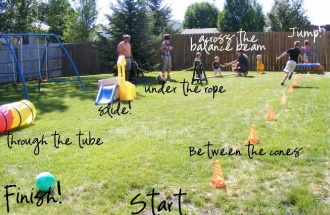 across the
balance beam
Jump!
under the rope
slide!
through the tube
Between the cones
Finish!
Start